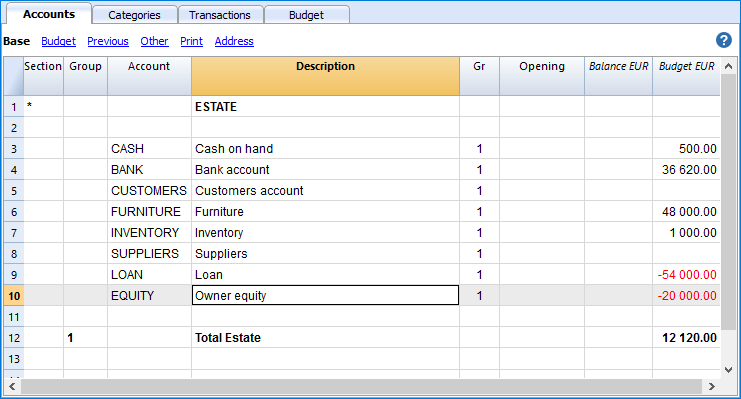 Accounts Categories Transactions Budget
Base Budget Previous Other Print Address ?
Section Group Account Description Gr Opening Balance EUR Budget EUR
1 * ESTATE
2
3 CASH Cash on hand 1 500.00
4 BANK Bank account 1 36 620.00
5 CUSTOMERS Customers account 1
6 FURNITURE Furniture 1 48 000.00
7 INVENTORY Inventory 1 1 000.00
8 SUPPLIERS Suppliers 1
9 LOAN Loan 1 -54 000.00
10 EQUITY Owner equity 1 -20 000.00
11
12 1 Total Estate 12 120.00
13